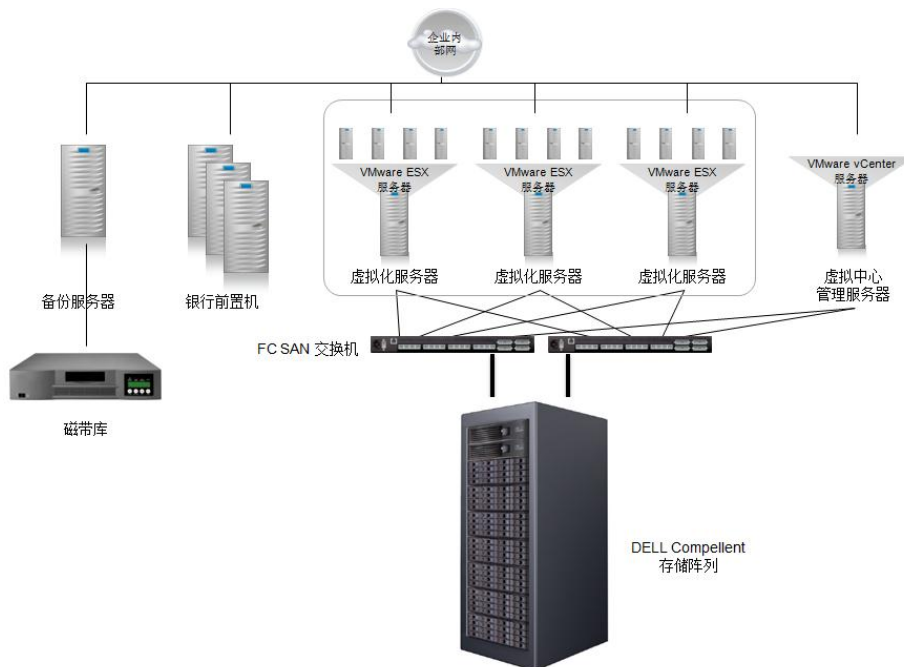 企业内
部网
VMware ESX
服务器
VMware ESX
服务器
VMware ESX
服务器
VMware vCenter
服务器
备份服务器
银行前置机
虚拟化服务器
虚拟化服务器
虚拟化服务器
虚拟中心
管理服务器
FC SAN 交换机
磁带库
DELL Compellent
存储阵列